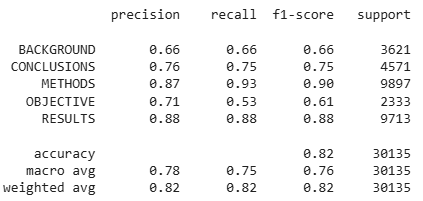 precision recall f1-score support
BACKGROUND 0.66 0.66 0.66 3621
CONCLUSIONS 0.76 0.75 0.75 4571
METHODS 0.87 0.93 0.90 9897
OBJECTIVE 0.71 0.53 0.61 2333
RESULTS 0.88 0.88 0.88 9713
accuracy 0.82 30135
macro avg 0.78 0.75 0.76 30135
weighted avg 0.82 0.82 0.82 30135